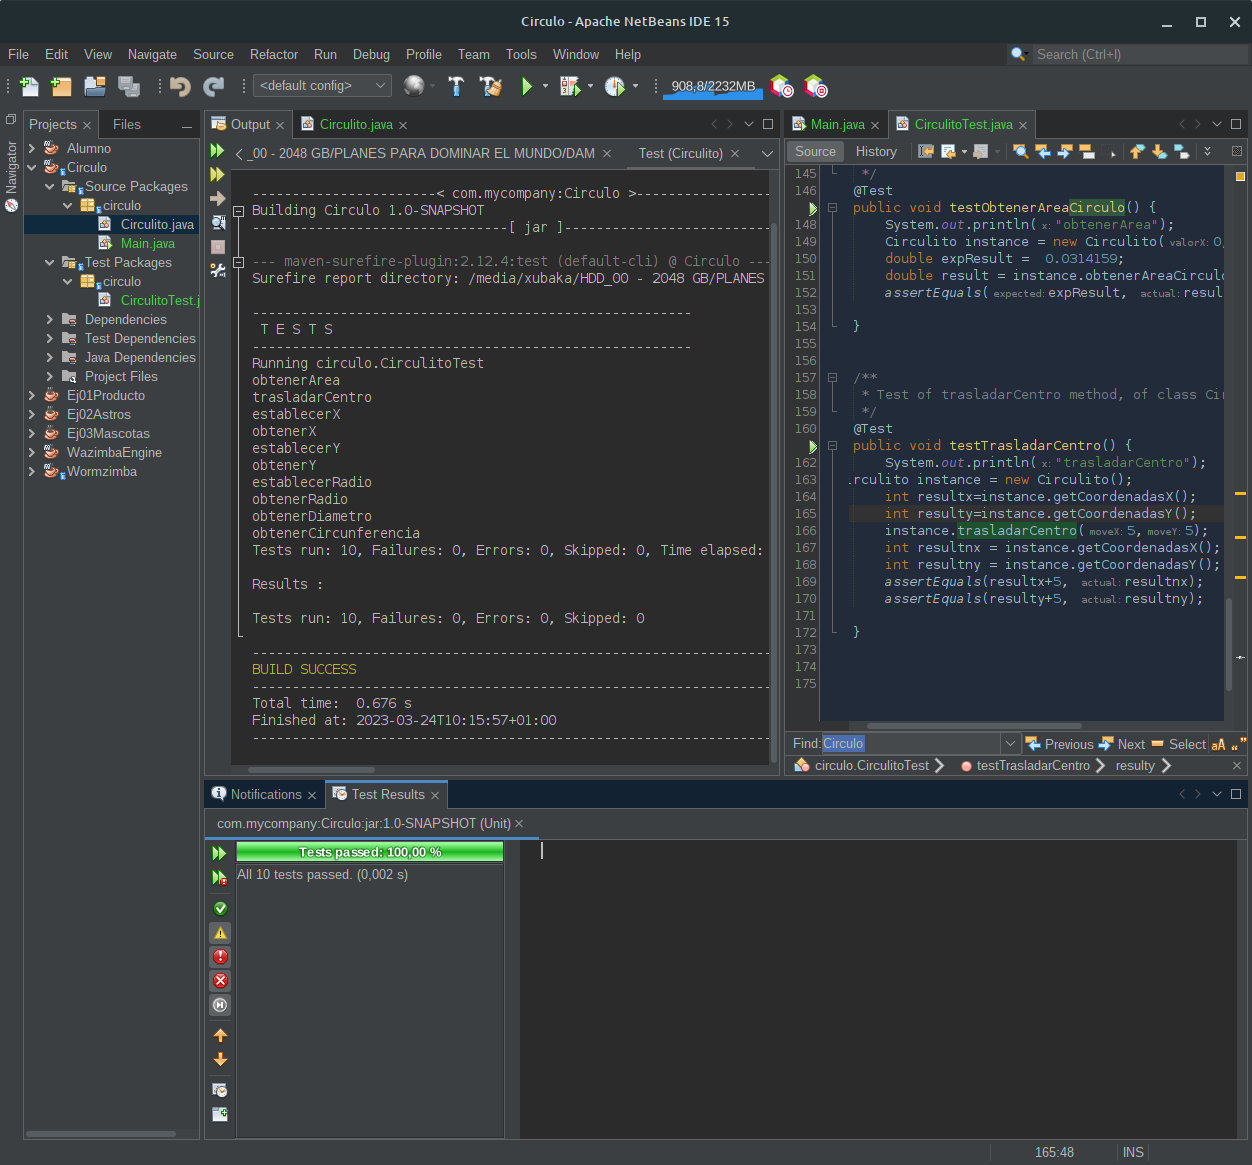 Circulo - Apache NetBeans IDE 15
File Edit View Navigate Source Refactor Run Debug Profile Team Tools Window Help
Search (Ctrl+I)
<default config>
908,8/2232MB
Navigator
Projects
Files
Alumno
Circulo
Source Packages
circulo
Circulito.java
Main.java
Test Packages
circulo
CirculitoTest.j
Dependencies
Test Dependencies
Java Dependencies
Project Files
Ej01Producto
Ej02Astros
Ej03Mascotas
WazimbaEngine
Wormzimba
Output
Circulito.java
_00 - 2048 GB/PLANES PARA DOMINAR EL MUNDO/DAM
Test (Circulito)
-----------------------< com.mycompany:Circulo >-----------------
Building Circulo 1.0-SNAPSHOT
--------------------------------[ jar ]--------------------------
--- maven-surefire-plugin:2.12.4:test (default-cli) @ Circulo ---
Surefire report directory: /media/xubaka/HDD_00 - 2048 GB/PLANES
-------------------------------------------------------
T E S T S
-------------------------------------------------------
Running circulo.CirculitoTest
obtenerArea
trasladarCentro
establecerX
obtenerX
establecerY
obtenerY
establecerRadio
obtenerRadio
obtenerDiametro
obtenerCircunferencia
Tests run: 10, Failures: 0, Errors: 0, Skipped: 0, Time elapsed:
Results :
Tests run: 10, Failures: 0, Errors: 0, Skipped: 0
-----------------------------------------------------------------
BUILD SUCCESS
-----------------------------------------------------------------
Total time:  0.676 s
Finished at: 2023-03-24T10:15:57+01:00
-----------------------------------------------------------------
Main.java
CirculitoTest.java
Source History
145 */
146 @Test
public void testObtenerAreaCirculo() {
148 System.out.println(x:"obtenerArea");
149 Circulito instance = new Circulito(valorX:0,
150 double expResult =  0.0314159;
151 double result = instance.obtenerAreaCirculo
152 assertEquals(expected:expResult, actual:resul
153
154 }
155
156
157 /**
158 * Test of trasladarCentro method, of class Cir
159 */
160 @Test
public void testTrasladarCentro() {
162 System.out.println(x:"trasladarCentro");
163 irculito instance = new Circulito();
164 int resultx=instance.getCoordenadasX();
165 int resulty=instance.getCoordenadasY();
166 instance.trasladarCentro(moveX:5,moveY:5);
167 int resultnx = instance.getCoordenadasX();
168 int resultny = instance.getCoordenadasY();
169 assertEquals(resultx+5, actual:resultnx);
170 assertEquals(resulty+5, actual:resultny);
171
172 }
173
174
175
Find: Circulo Previous Next Select aA “”
circulo.CirculitoTest testTrasladarCentro resulty
Notifications
Test Results
com.mycompany:Circulo:jar:1.0-SNAPSHOT (Unit)
Tests passed: 100,00 %
All 10 tests passed. (0,002 s)
165:48 INS